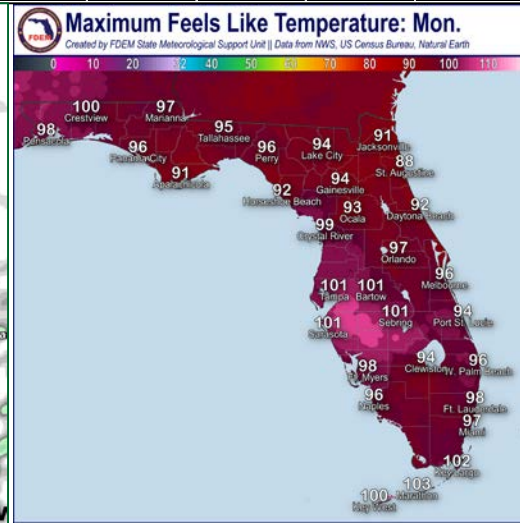 FDEM
Maximum Feels Like Temperature: Mon.
Created by FDEM State Meteorological Support Unit || Data from NWS, US Census Bureau, Natural Earth
0 10 20 32 40 50 60 70 80 90 100 110
100
Crestview
97
Marianna
98
Pensacola
95
Tallahassee
96
Panama City
96
Perry
94
Lake City
91
Jacksonville
91
Apalachicola
88
St. Augustine
94
Gainesville
92
Horseshoe Beach
93
Ocala
92
Daytona Beach
99
Crystal River
97
Orlando
96
Melbourne
101
Tampa
101
Bartow
101
Sebring
94
Port St. Lucie
101
Sarasota
98
Ft. Myers
94
Clewiston
96
W. Palm Beach
96
Naples
98
Ft. Lauderdale
97
Miami
102
Key Largo
103
Marathon
100
Key West